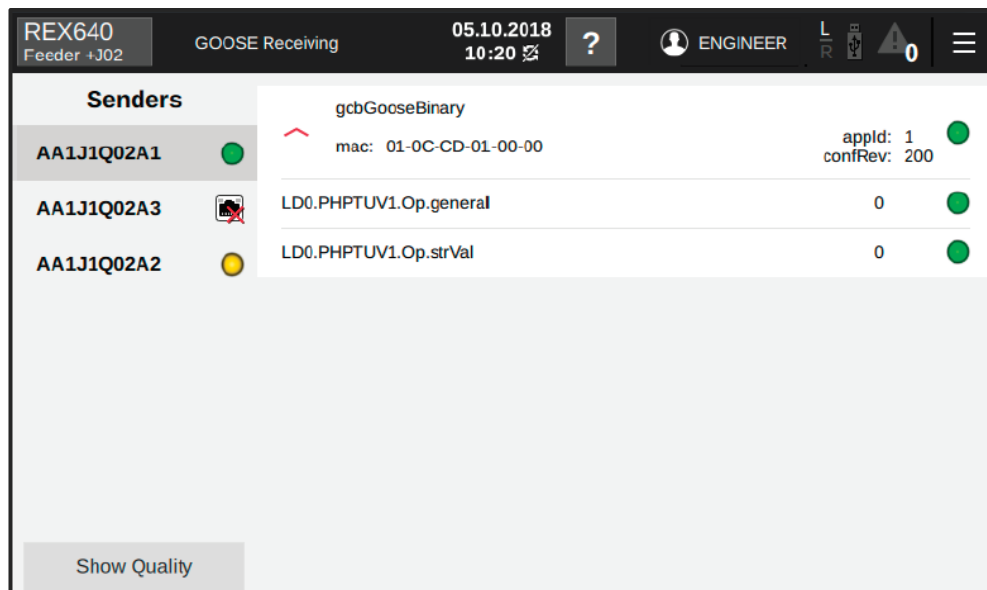 REX640
Feeder +J02
GOOSE Receiving
05.10.2018
10:20
?
ENGINEER
L
R
0
Senders
AA1J1Q02A1
AA1J1Q02A3
AA1J1Q02A2
gcbGooseBinary
mac: 01-0C-CD-01-00-00
appId: 1
confRev: 200
LD0.PHPTUV1.Op.general 0
LD0.PHPTUV1.Op.strVal 0
Show Quality